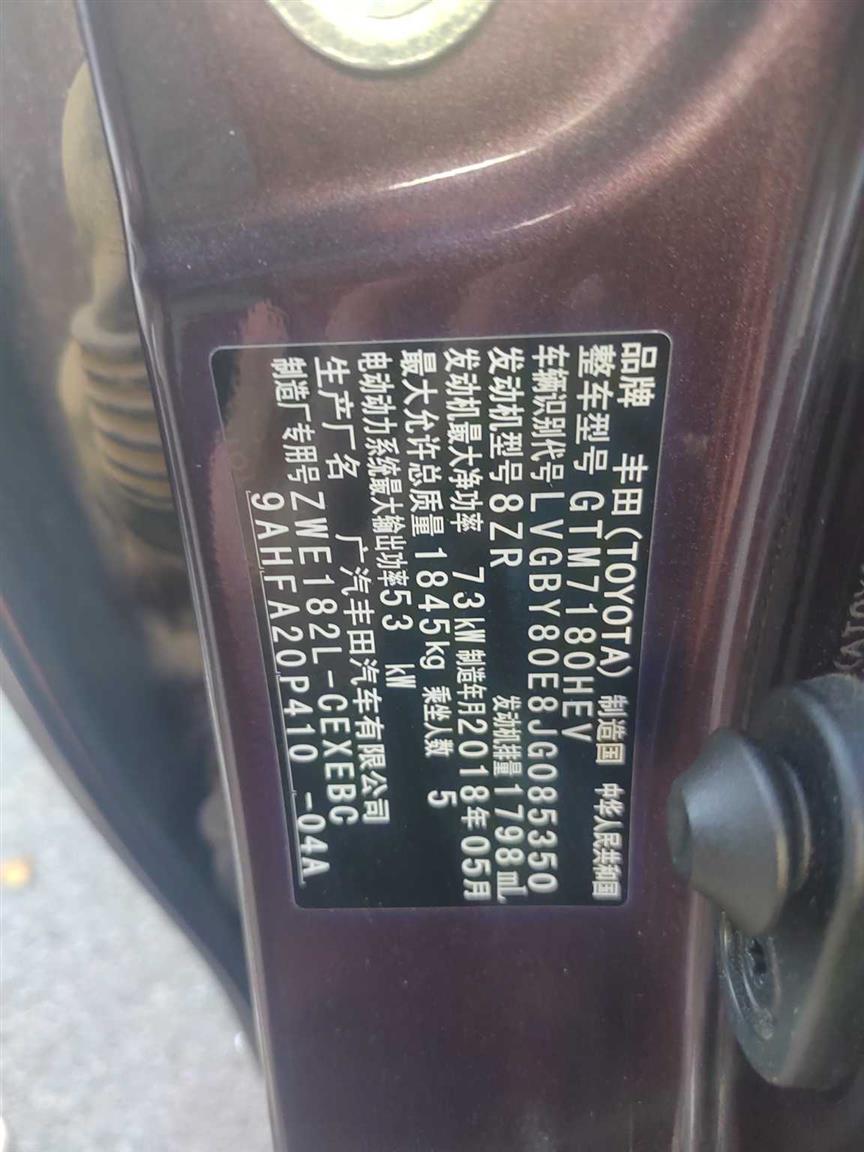 品牌 丰田(TOYOTA) 制造国 中华人民共和国
整车型号 GTM7180HEV
车辆识别代号 LVGBY80E8JG085350
发动机型号 8ZR 发动机排量 1798mL
发动机最大净功率 73kW 制造年月 2018年05月
最大允许总质量 1845kg 乘坐人数 5
电动动力系统最大输出功率 53 kW
生产厂名 广汽丰田汽车有限公司
制造厂专用号 ZWE182L-CEXEBC
9AHFA20P410 -04A